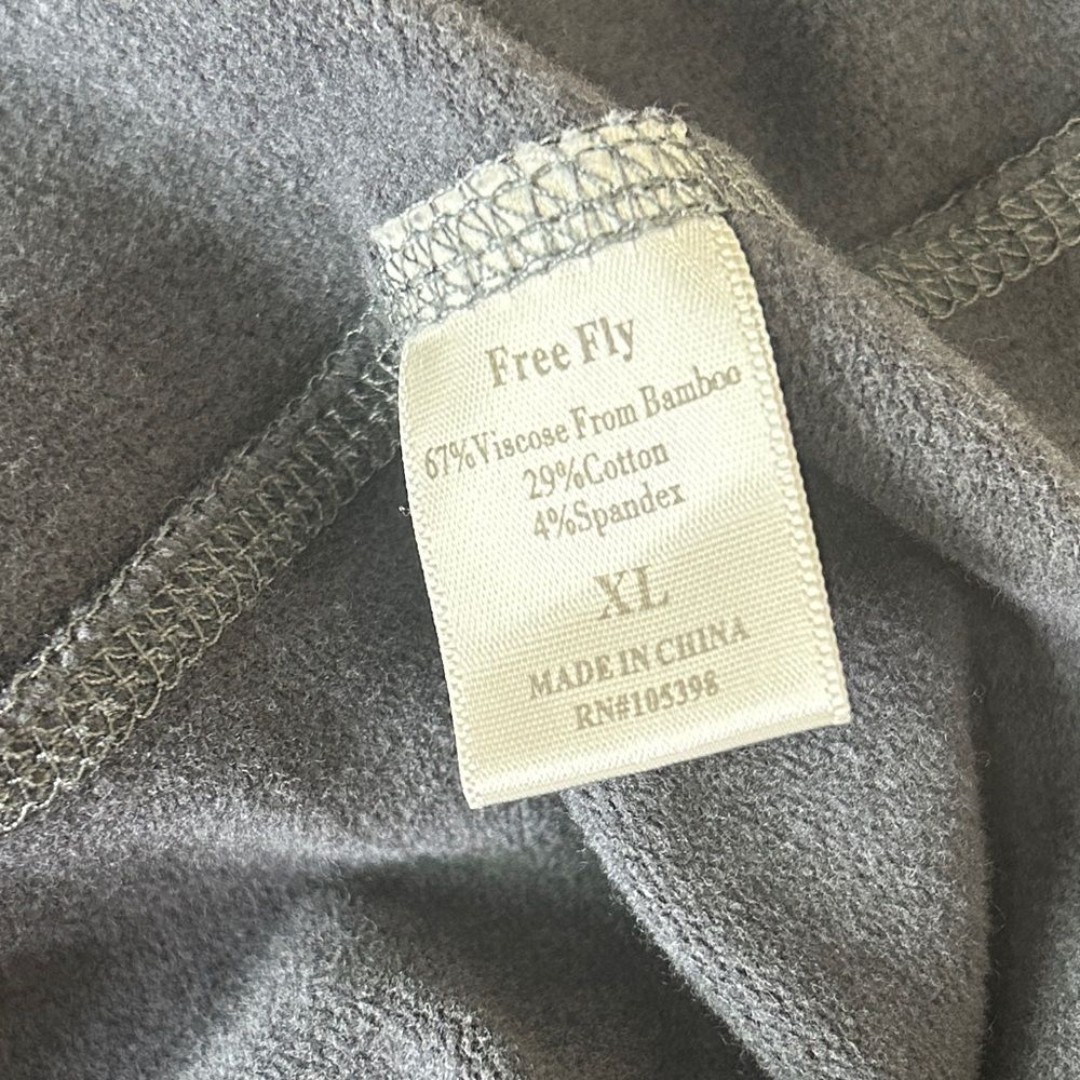 Free Fly
67%Viscose From Bamboo
29%Cotton
4%Spandex
XL
MADE IN CHINA
RN#105398